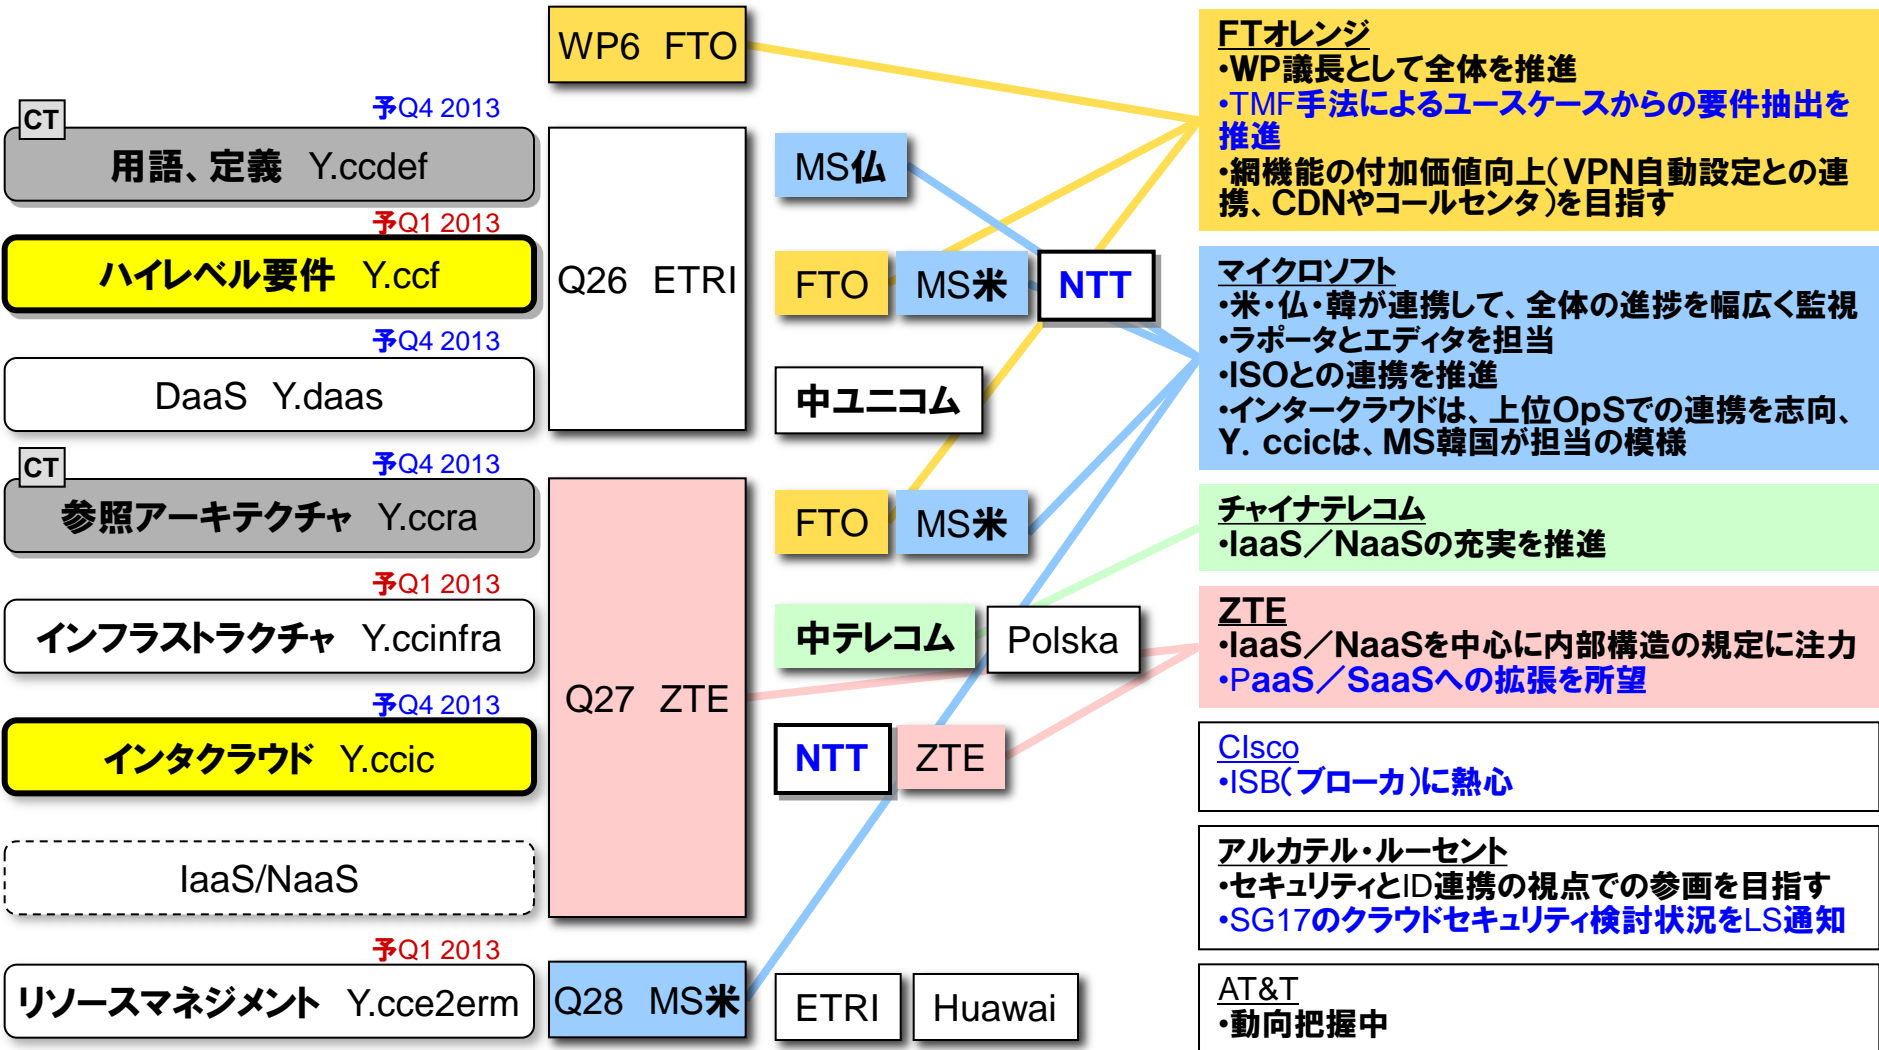 WP6 FTO
CT
予Q4 2013
用語、定義 Y.ccdef
予Q1 2013
ハイレベル要件 Y.ccf
予Q4 2013
DaaS Y.daas
CT
予Q4 2013
参照アーキテクチャ Y.ccra
予Q1 2013
インフラストラクチャ Y.ccinfra
予Q4 2013
インタクラウド Y.ccic
IaaS/NaaS
予Q1 2013
リソースマネジメント Y.cce2erm
Q26 ETRI
Q27 ZTE
Q28 MS米
MS仏
FTO
MS米
NTT
中ユニコム
FTO
MS米
中テレコム
Polska
NTT
ZTE
ETRI
Huawai
FTオレンジ
・WP議長として全体を推進
・TMF手法によるユースケースからの要件抽出を
推進
・網機能の付加価値向上（VPN自動設定との連
携、CDNやコールセンタ）を目指す
マイクロソフト
・米・仏・韓が連携して、全体の進捗を幅広く監視
・ラポータとエディタを担当
・ISOとの連携を推進
・インタークラウドは、上位OpSでの連携を志向、
Y．ccicは、MS韓国が担当の模様
チャイナテレコム
・IaaS／NaaSの充実を推進
ZTE
・IaaS／NaaSを中心に内部構造の規定に注力
・PaaS／SaaSへの拡張を所望
CIsco
・ISB（ブローカ）に熱心
アルカテル・ルーセント
・セキュリティとID連携の視点での参画を目指す
・SG17のクラウドセキュリティ検討状況をLS通知
AT&T
・動向把握中